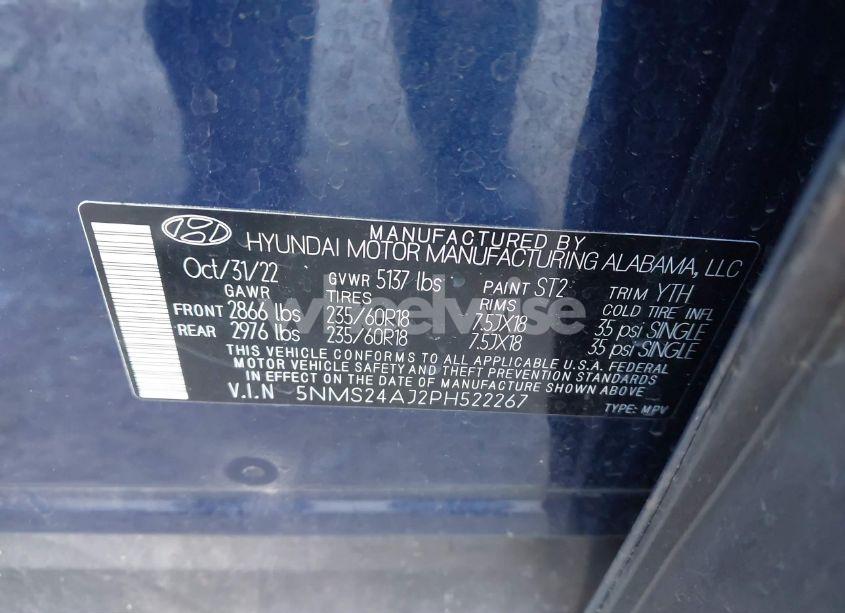 MANUFACTURED BY
HYUNDAI MOTOR MANUFACTURING ALABAMA, LLC
Oct/31/22 GVWR 5137 lbs PAINT ST2 TRIM YTH
GAWR TIRES RIMS COLD TIRE INFL
FRONT 2866 lbs 235/60R18 7.5JX18 35 psi SINGLE
REAR 2976 lbs 235/60R18 7.5JX18 35 psi SINGLE
THIS VEHICLE CONFORMS TO ALL APPLICABLE U.S.A. FEDERAL
MOTOR VEHICLE SAFETY AND THEFT PREVENTION STANDARDS
IN EFFECT ON THE DATE OF MANUFACTURE SHOWN ABOVE
V.I.N 5NMS24AJ2PH522267 TYPE: MPV
wheelwise